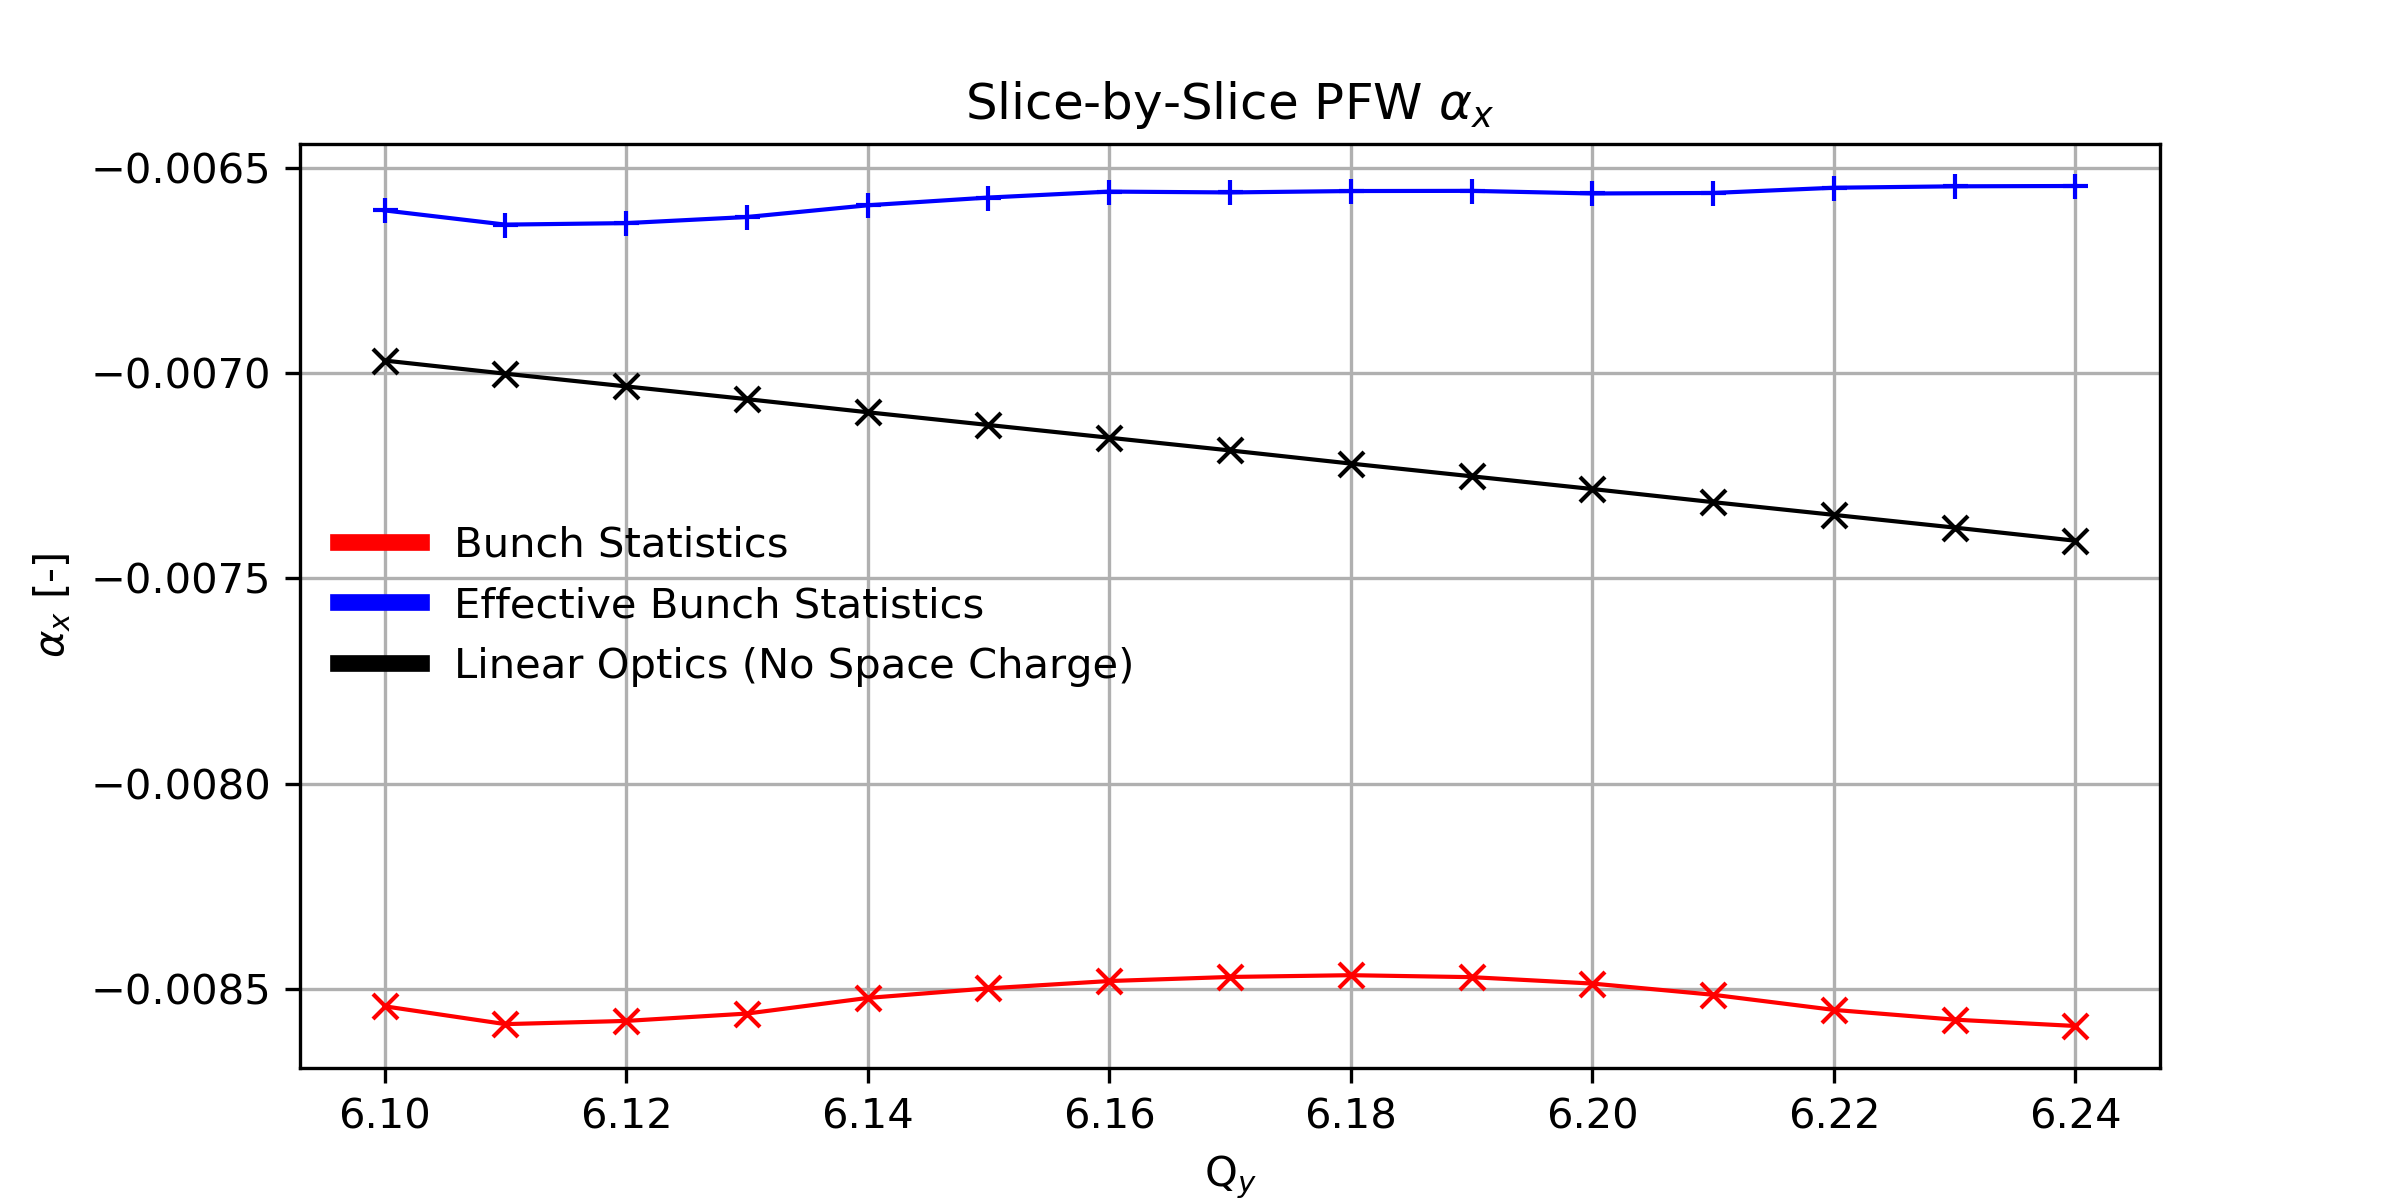 Slice-by-Slice PFW αₓ
−0.0065
−0.0070
−0.0075
−0.0080
−0.0085
αₓ [-]
Bunch Statistics
Effective Bunch Statistics
Linear Optics (No Space Charge)
6.10 6.12 6.14 6.16 6.18 6.20 6.22 6.24
Q_y